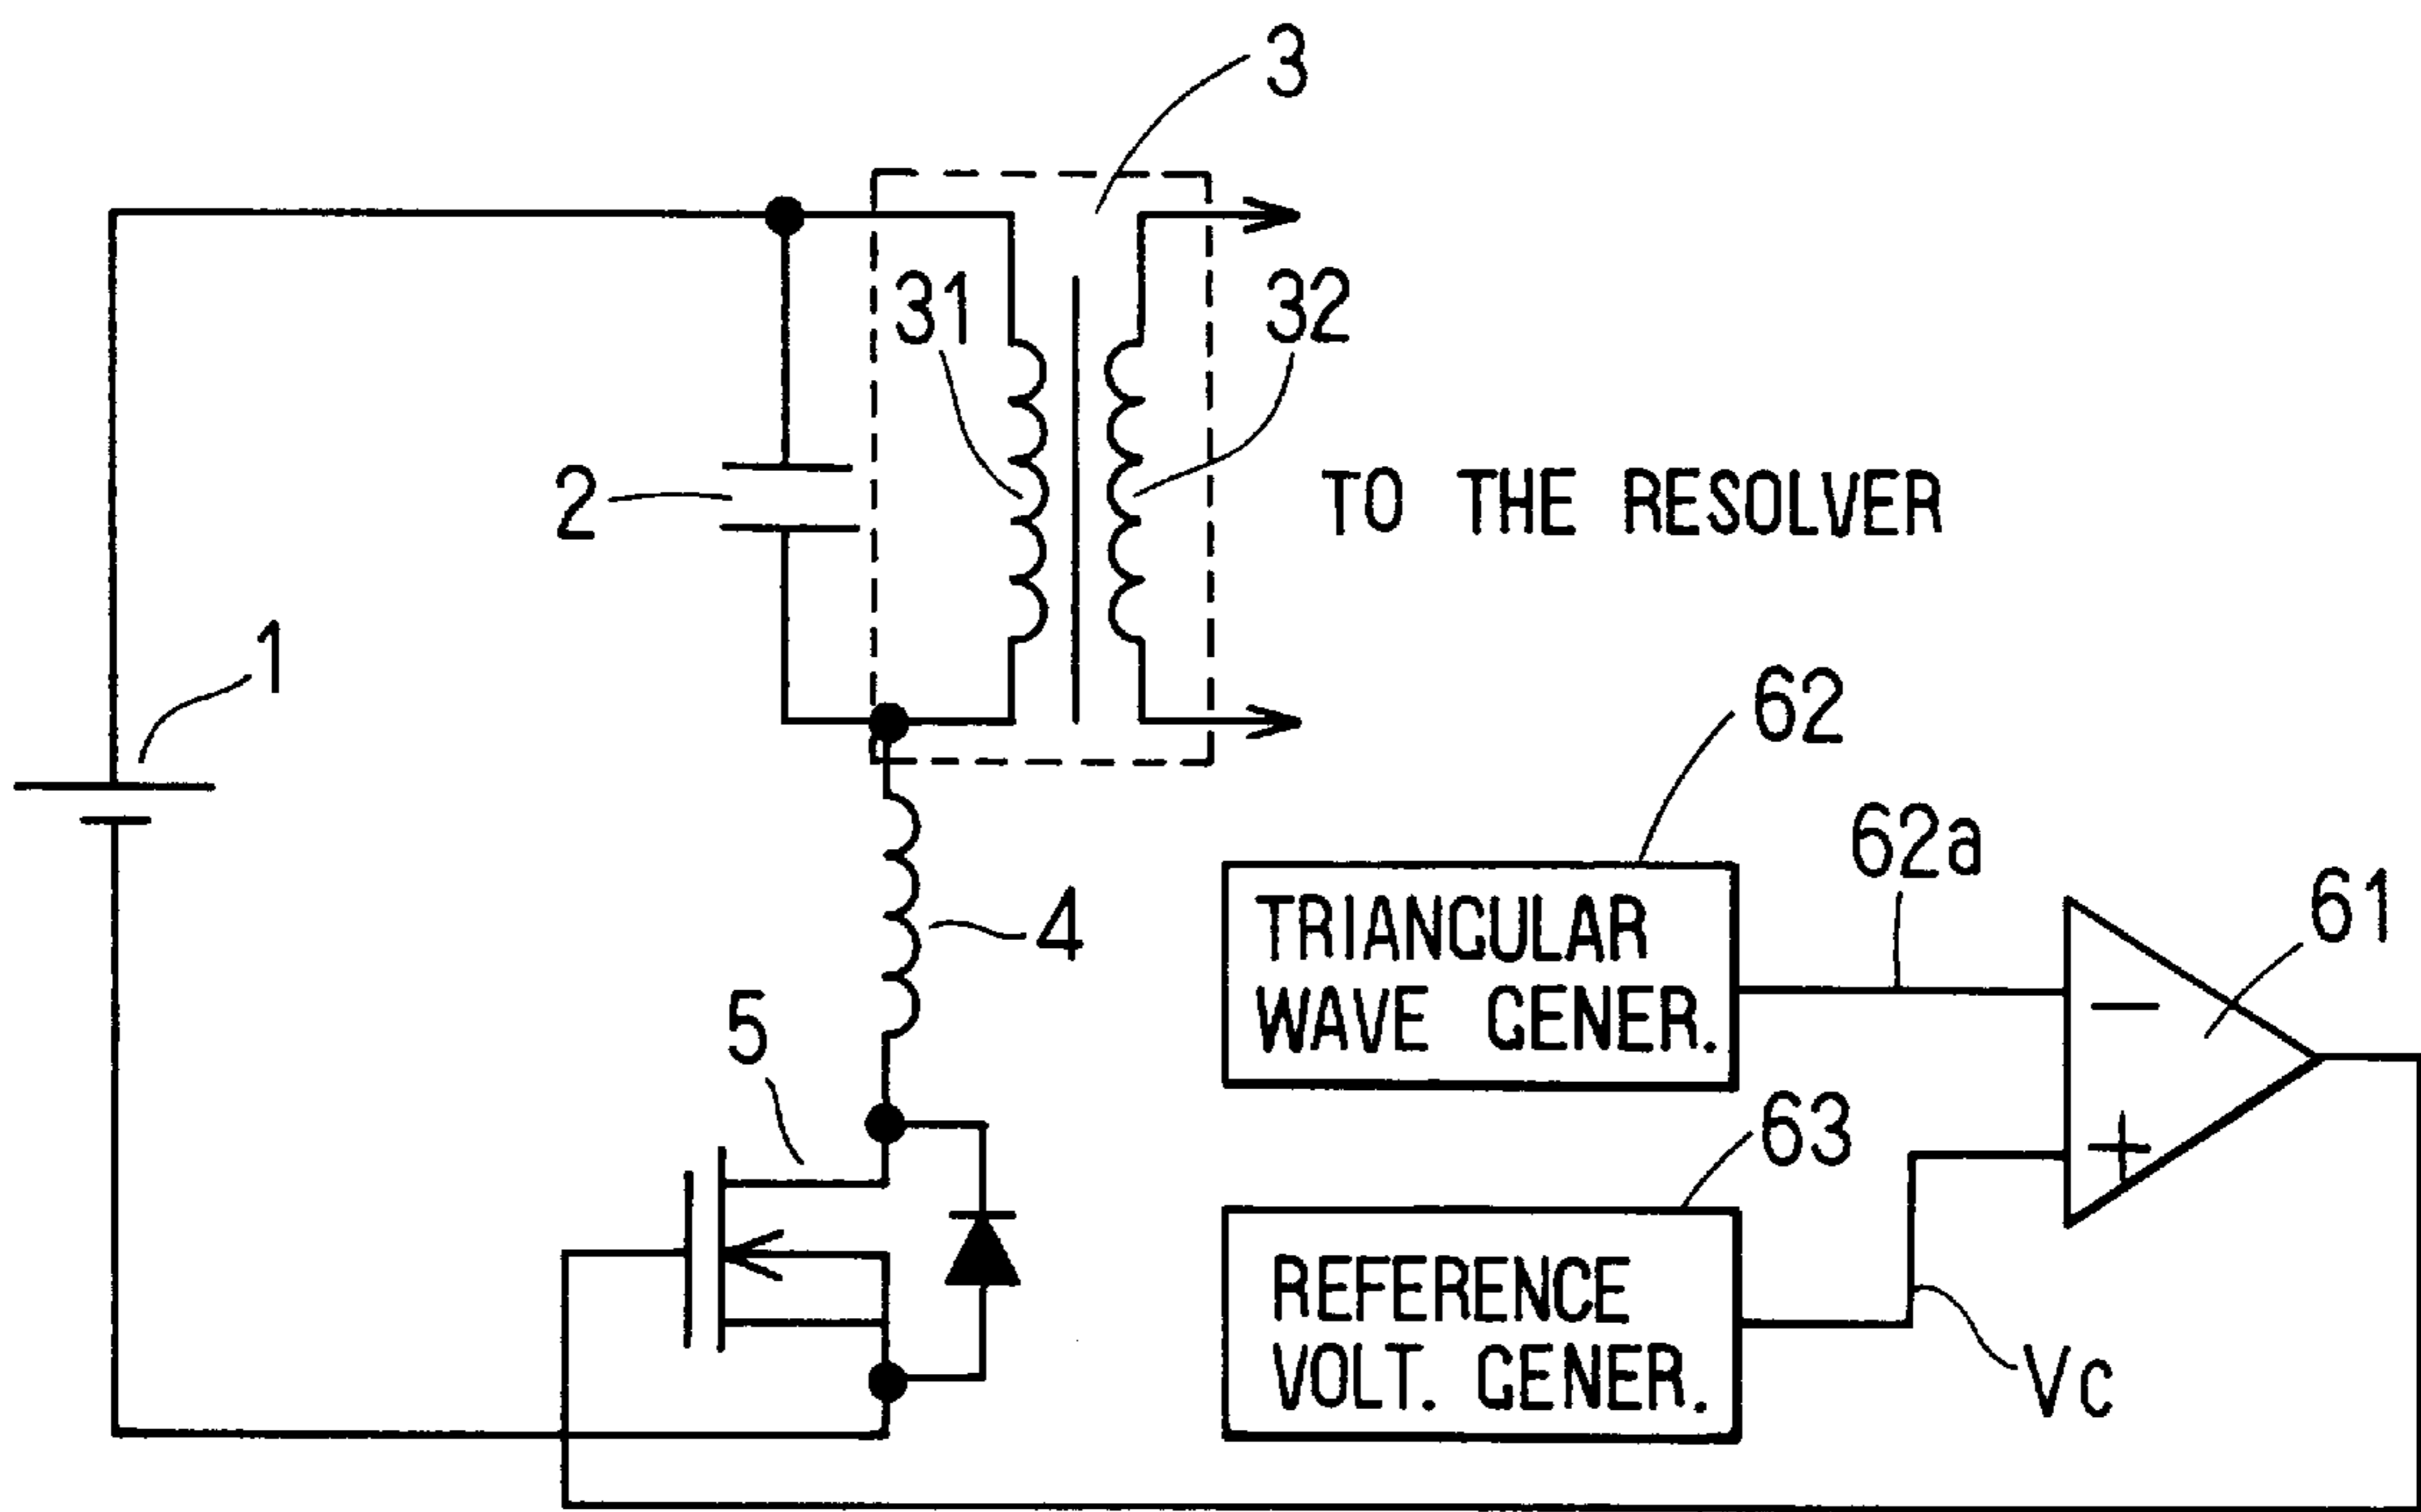 3
31
32
2
TO THE RESOLVER
1
62
62a
61
4
TRIANGULAR
WAVE GENER.
5
63
REFERENCE
VOLT. GENER.
Vc